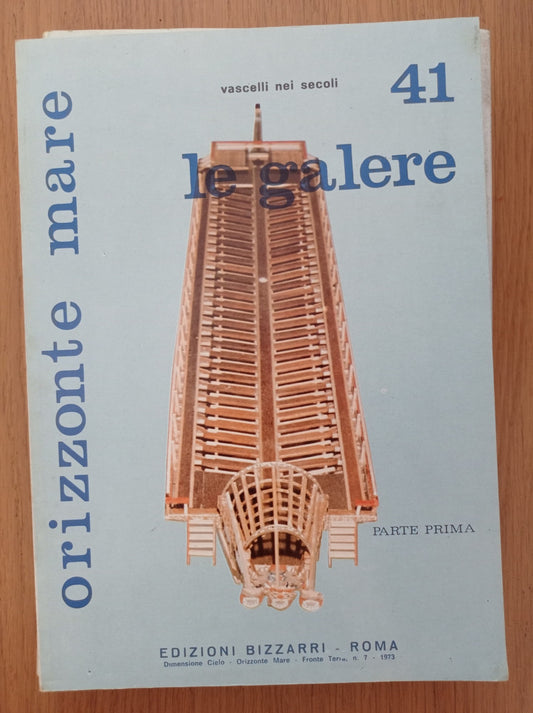 orizzonte mare
vascelli nei secoli
41
le galere
PARTE PRIMA
EDIZIONI BIZZARRI - ROMA
Dimensione Cielo - Orizzonte Mare - Fronte Terra, n. 7 - 1973